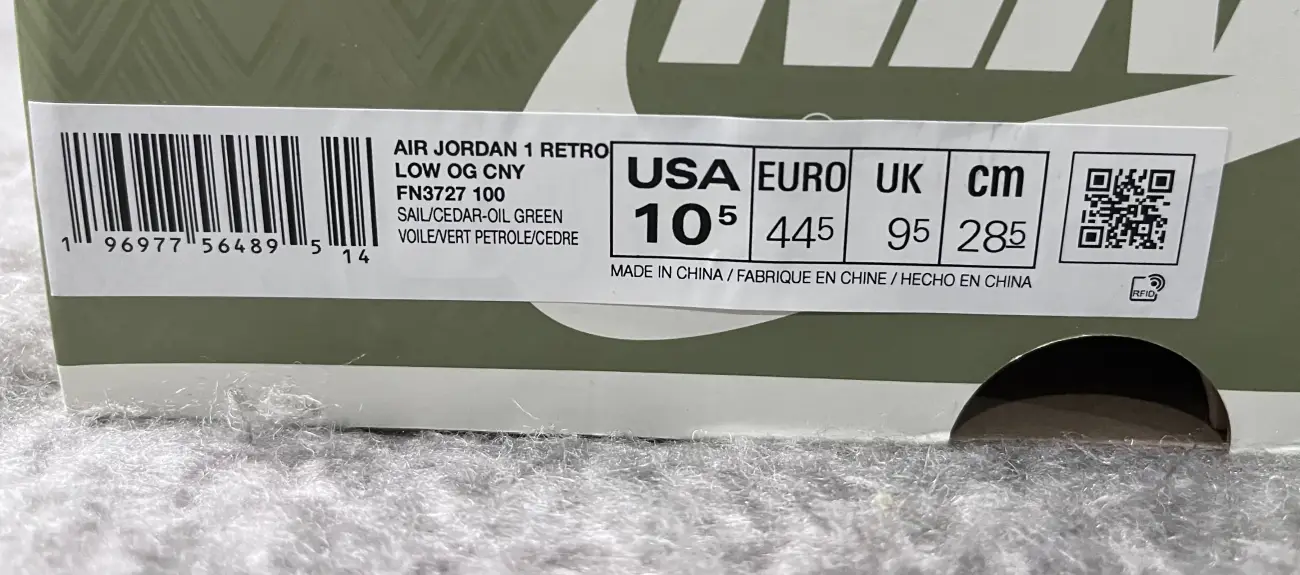 NIKE
AIR JORDAN 1 RETRO
LOW OG CNY
FN3727 100
SAIL/CEDAR-OIL GREEN
VOILE/VERT PETROLE/CEDRE
1 96977 56489 5 14
USA EURO UK cm
10⁵ 44⁵ 9⁵ 28⁵
MADE IN CHINA / FABRIQUE EN CHINE / HECHO EN CHINA
RFID